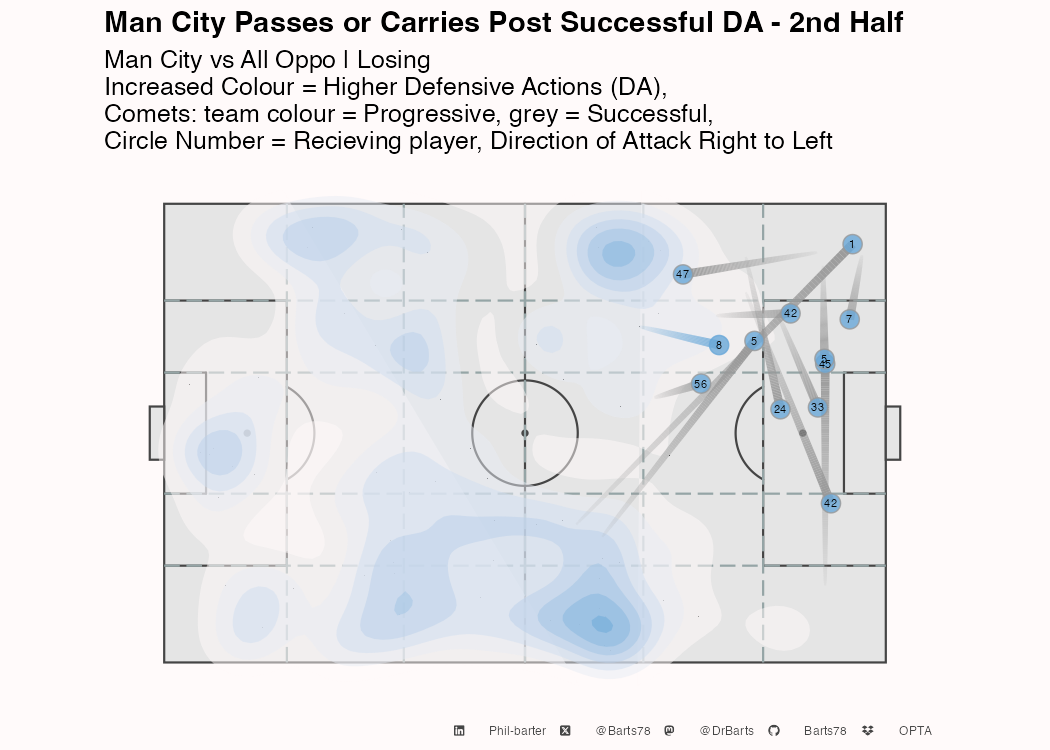 Man City Passes or Carries Post Successful DA - 2nd Half
Man City vs All Oppo | Losing
Increased Colour = Higher Defensive Actions (DA),
Comets: team colour = Progressive, grey = Successful,
Circle Number = Recieving player, Direction of Attack Right to Left
1
47
42
7
8
5
5
45
56
24
33
42
Phil-barter @Barts78 @DrBarts Barts78 OPTA